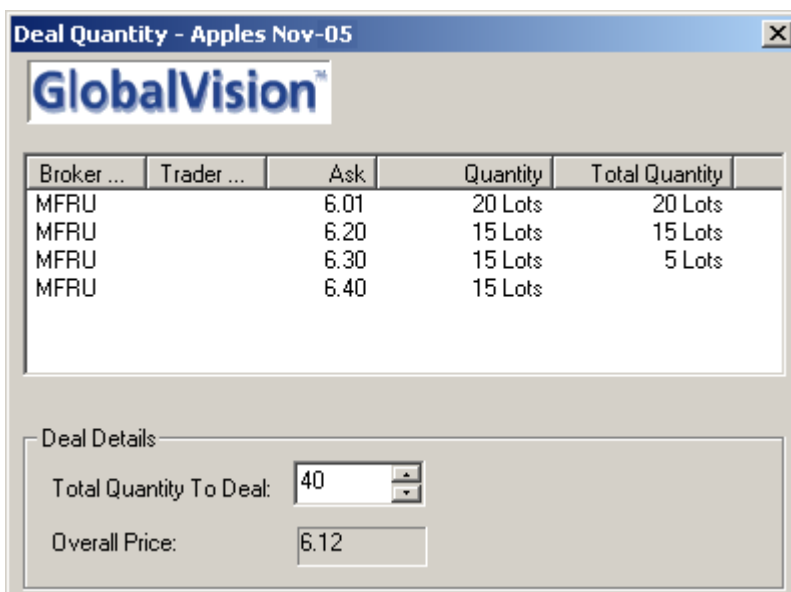 Deal Quantity - Apples Nov-05
GlobalVision™
Broker ... Trader ... Ask Quantity Total Quantity
MFRU 6.01 20 Lots 20 Lots
MFRU 6.20 15 Lots 15 Lots
MFRU 6.30 15 Lots 5 Lots
MFRU 6.40 15 Lots
Deal Details
Total Quantity To Deal: 40
Overall Price: 6.12